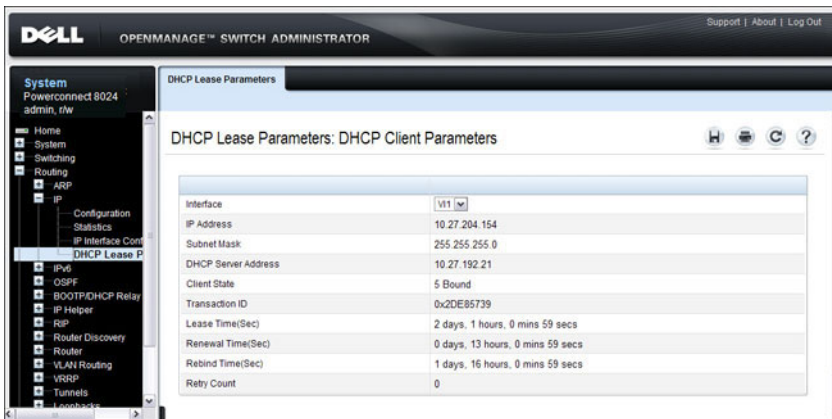 Support | About | Log Out
DELL OPENMANAGE™ SWITCH ADMINISTRATOR
System
Powerconnect 8024
admin, r/w
Home
System
Switching
Routing
ARP
IP
Configuration
Statistics
IP Interface Conf
DHCP Lease P
IPv6
OSPF
BOOTP/DHCP Relay
IP Helper
RIP
Router Discovery
Router
VLAN Routing
VRRP
Tunnels
Loopbacks
DHCP Lease Parameters
DHCP Lease Parameters: DHCP Client Parameters
Interface Vl1
IP Address 10.27.204.154
Subnet Mask 255.255.255.0
DHCP Server Address 10.27.192.21
Client State 5 Bound
Transaction ID 0x2DE85739
Lease Time(Sec) 2 days, 1 hours, 0 mins 59 secs
Renewal Time(Sec) 0 days, 13 hours, 0 mins 59 secs
Rebind Time(Sec) 1 days, 16 hours, 0 mins 59 secs
Retry Count 0